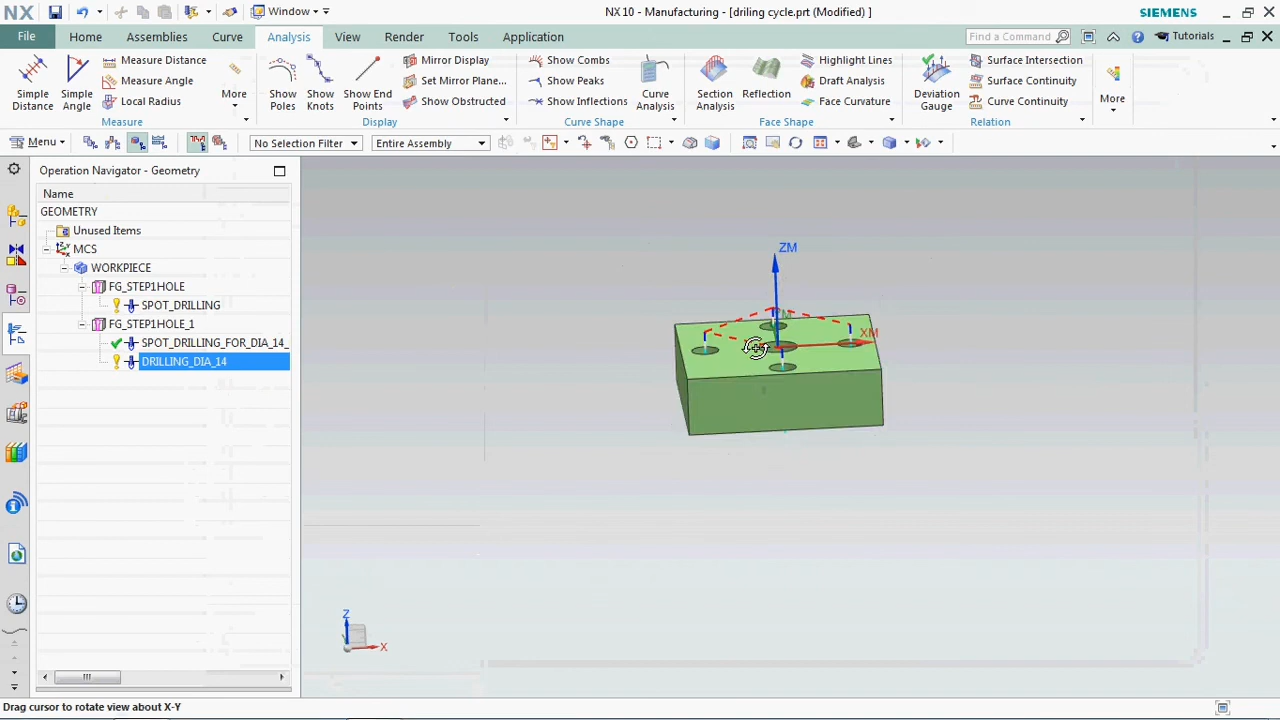 NX Window NX 10 - Manufacturing - [driling cycle.prt (Modified) ] SIEMENS
File Home Assemblies Curve Analysis View Render Tools Application Find a Command Tutorials
Simple Distance
Simple Angle
Measure Distance
Measure Angle
Local Radius
More
Measure
Show Poles
Show Knots
Show End Points
Mirror Display
Set Mirror Plane...
Show Obstructed
Display
Show Combs
Show Peaks
Show Inflections
Curve Analysis
Curve Shape
Section Analysis
Reflection
Highlight Lines
Draft Analysis
Face Curvature
Face Shape
Deviation Gauge
Surface Intersection
Surface Continuity
Curve Continuity
Relation
More
Menu No Selection Filter Entire Assembly
Operation Navigator - Geometry
Name
GEOMETRY
Unused Items
MCS
WORKPIECE
FG_STEP1HOLE
SPOT_DRILLING
FG_STEP1HOLE_1
SPOT_DRILLING_FOR_DIA_14_
DRILLING_DIA_14
ZM
XM
Z
X
Drag cursor to rotate view about X-Y